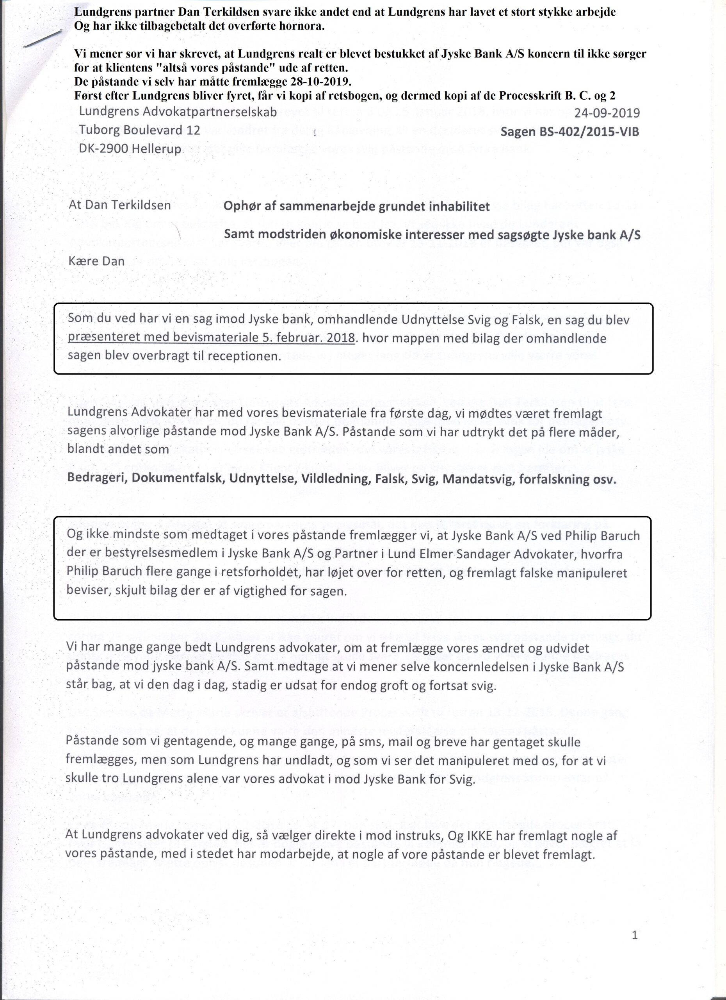 Lundgrens partner Dan Terkildsen svare ikke andet end at Lundgrens har lavet et stort stykke arbejde
Og har ikke tilbagebetalt det overførte hornora.
Vi mener sor vi har skrevet, at Lundgrens realt er blevet bestukket af Jyske Bank A/S koncern til ikke sørger
for at klientens "altså vores påstande" ude af retten.
De påstande vi selv har måtte fremlægge 28-10-2019.
Først efter Lundgrens bliver fyret, får vi kopi af retsbogen, og dermed kopi af de Processkrift B. C. og 2
Lundgrens Advokatpartnerselskab 24-09-2019
Tuborg Boulevard 12 Sagen BS-402/2015-VIB
DK-2900 Hellerup
At Dan Terkildsen Ophør af sammenarbejde grundet inhabilitet
Samt modstriden økonomiske interesser med sagsøgte Jyske bank A/S
Kære Dan
Som du ved har vi en sag imod Jyske bank, omhandlende Udnyttelse Svig og Falsk, en sag du blev
præsenteret med bevismateriale 5. februar. 2018. hvor mappen med bilag der omhandlende
sagen blev overbragt til receptionen.
Lundgrens Advokater har med vores bevismateriale fra første dag, vi mødtes været fremlagt
sagens alvorlige påstande mod Jyske Bank A/S. Påstande som vi har udtrykt det på flere måder,
blandt andet som
Bedrageri, Dokumentfalsk, Udnyttelse, Vildledning, Falsk, Svig, Mandatsvig, forfalskning osv.
Og ikke mindste som medtaget i vores påstande fremlægger vi, at Jyske Bank A/S ved Philip Baruch
der er bestyrelsesmedlem i Jyske Bank A/S og Partner i Lund Elmer Sandager Advokater, hvorfra
Philip Baruch flere gange i retsforholdet, har løjet over for retten, og fremlagt falske manipuleret
beviser, skjult bilag der er af vigtighed for sagen.
Vi har mange gange bedt Lundgrens advokater, om at fremlægge vores ændret og udvidet
påstande mod jyske bank A/S. Samt medtage at vi mener selve koncernledelsen i Jyske Bank A/S
står bag, at vi den dag i dag, stadig er udsat for endog groft og fortsat svig.
Påstande som vi gentagende, og mange gange, på sms, mail og breve har gentaget skulle
fremlægges, men som Lundgrens har undladt, og som vi ser det manipuleret med os, for at vi
skulle tro Lundgrens alene var vores advokat i mod Jyske Bank for Svig.
At Lundgrens advokater ved dig, så vælger direkte i mod instruks, Og IKKE har fremlagt nogle af
vores påstande, med i stedet har modarbejde, at nogle af vore påstande er blevet fremlagt.
1